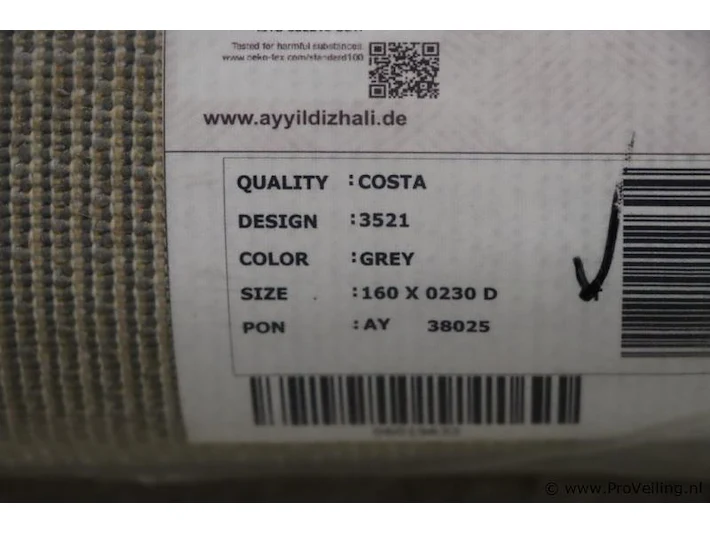 Tested for harmful substances.
www.oeko-tex.com/standard100
www.ayyildizhali.de
QUALITY :COSTA
DESIGN :3521
COLOR :GREY
SIZE :160 X 0230 D
PON :AY 38025
© www.ProVeiling.nl